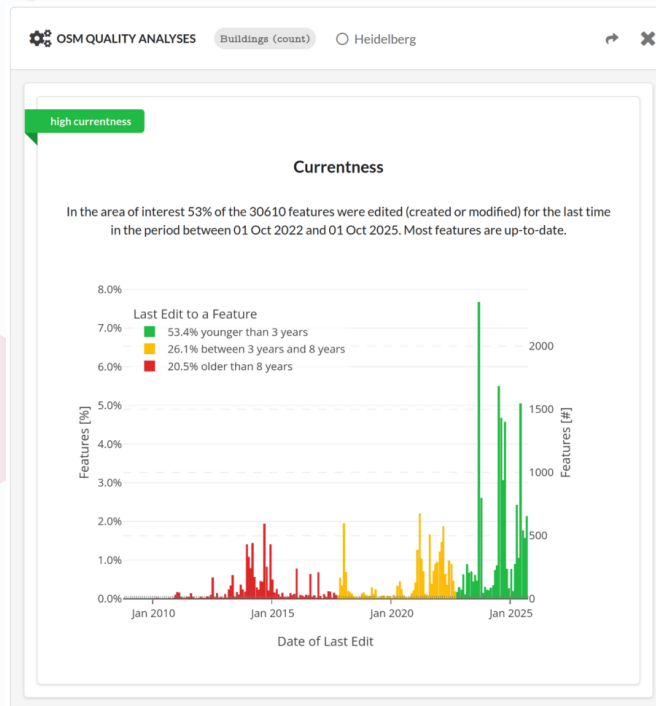 OSM QUALITY ANALYSES Buildings (count) Heidelberg
high currentness
Currentness
In the area of interest 53% of the 30610 features were edited (created or modified) for the last time
in the period between 01 Oct 2022 and 01 Oct 2025. Most features are up-to-date.
8.0%
Last Edit to a Feature
7.0%
53.4% younger than 3 years
26.1% between 3 years and 8 years
2000
6.0%
20.5% older than 8 years
5.0%
1500
Features [%]
Features [#]
4.0%
1000
3.0%
2.0%
500
1.0%
0.0%
0
Jan 2010 Jan 2015 Jan 2020 Jan 2025
Date of Last Edit